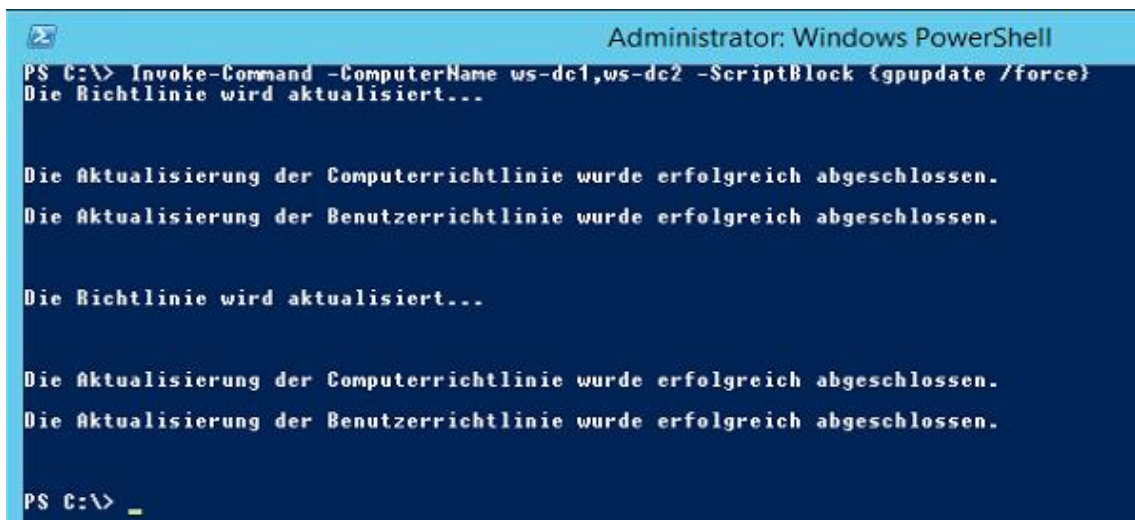 Administrator: Windows PowerShell
PS C:\> Invoke-Command -ComputerName ws-dc1,ws-dc2 -ScriptBlock {gpupdate /force}
Die Richtlinie wird aktualisiert...
Die Aktualisierung der Computerrichtlinie wurde erfolgreich abgeschlossen.
Die Aktualisierung der Benutzerrichtlinie wurde erfolgreich abgeschlossen.
Die Richtlinie wird aktualisiert...
Die Aktualisierung der Computerrichtlinie wurde erfolgreich abgeschlossen.
Die Aktualisierung der Benutzerrichtlinie wurde erfolgreich abgeschlossen.
PS C:\> _